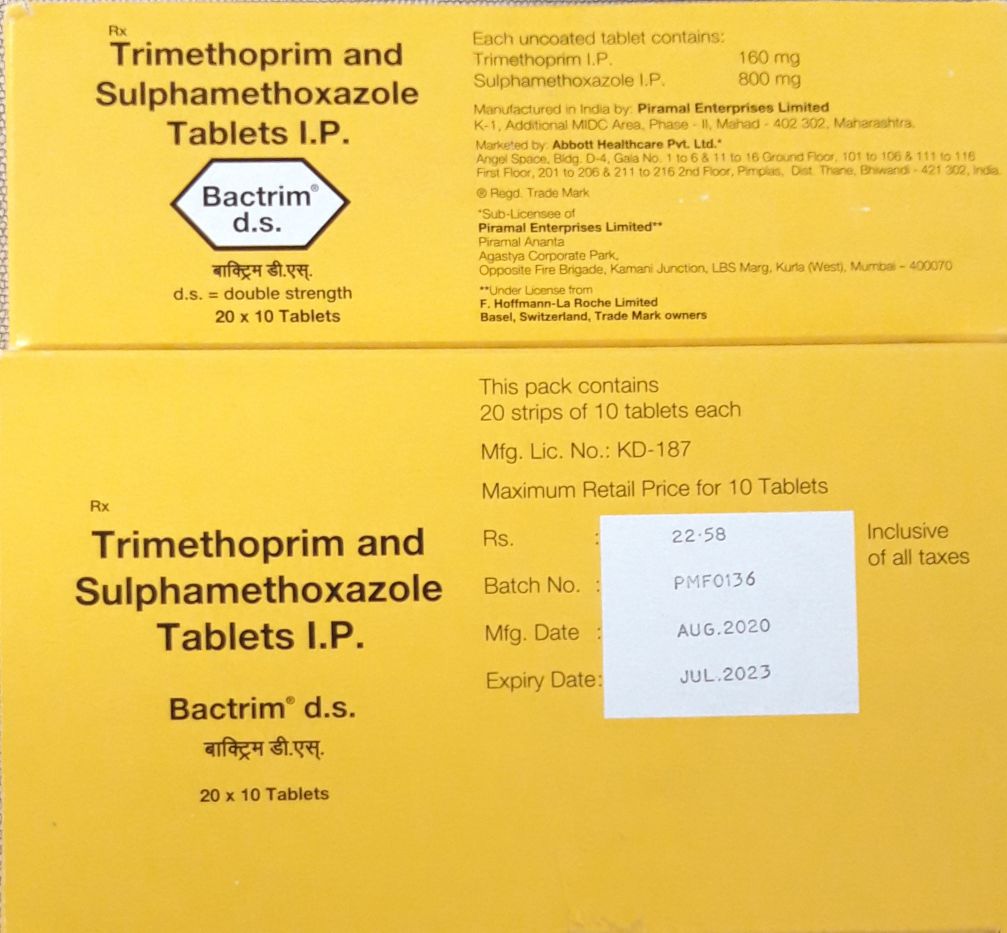 Rx
Trimethoprim and
Sulphamethoxazole
Tablets I.P.
Bactrim®
d.s.
बाक्ट्रिम डी.एस्.
d.s. = double strength
20 x 10 Tablets
Each uncoated tablet contains:
Trimethoprim I.P. 160 mg
Sulphamethoxazole I.P. 800 mg
Manufactured in India by: Piramal Enterprises Limited
K-1, Additional MIDC Area, Phase - II, Mahad - 402 302, Maharashtra.
Marketed by: Abbott Healthcare Pvt. Ltd.*
Angel Space, Bldg. D-4, Gala No. 1 to 6 & 11 to 16 Ground Floor, 101 to 106 & 111 to 116
First Floor, 201 to 206 & 211 to 216 2nd Floor, Pimplas, Dist. Thane, Bhiwandi - 421 302, India.
® Regd. Trade Mark
*Sub-Licensee of
Piramal Enterprises Limited**
Piramal Ananta
Agastya Corporate Park,
Opposite Fire Brigade, Kamani Junction, LBS Marg, Kurla (West), Mumbai – 400070
**Under License from
F. Hoffmann-La Roche Limited
Basel, Switzerland, Trade Mark owners
Rx
Trimethoprim and
Sulphamethoxazole
Tablets I.P.
Bactrim® d.s.
बाक्ट्रिम डी.एस्.
20 x 10 Tablets
This pack contains
20 strips of 10 tablets each
Mfg. Lic. No.: KD-187
Maximum Retail Price for 10 Tablets
Rs. : 22.58 Inclusive
of all taxes
Batch No. : PMF0136
Mfg. Date : AUG.2020
Expiry Date: JUL.2023